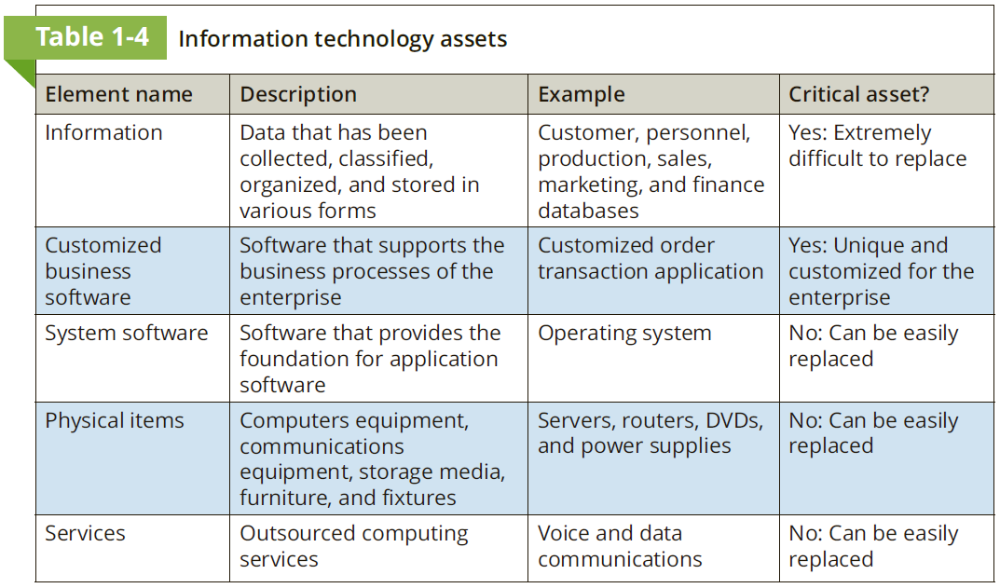 Table 1-4 Information technology assets
Element name
Description
Example
Critical asset?
Information
Data that has been
collected, classified,
organized, and stored in
various forms
Customer, personnel,
production, sales,
marketing, and finance
databases
Yes: Extremely
difficult to replace
Customized
business
software
Software that supports the
business processes of the
enterprise
Customized order
transaction application
Yes: Unique and
customized for the
enterprise
System software
Software that provides the
foundation for application
software
Operating system
No: Can be easily
replaced
Physical items
Computers equipment,
communications
equipment, storage media,
furniture, and fixtures
Servers, routers, DVDs,
and power supplies
No: Can be easily
replaced
Services
Outsourced computing
services
Voice and data
communications
No: Can be easily
replaced